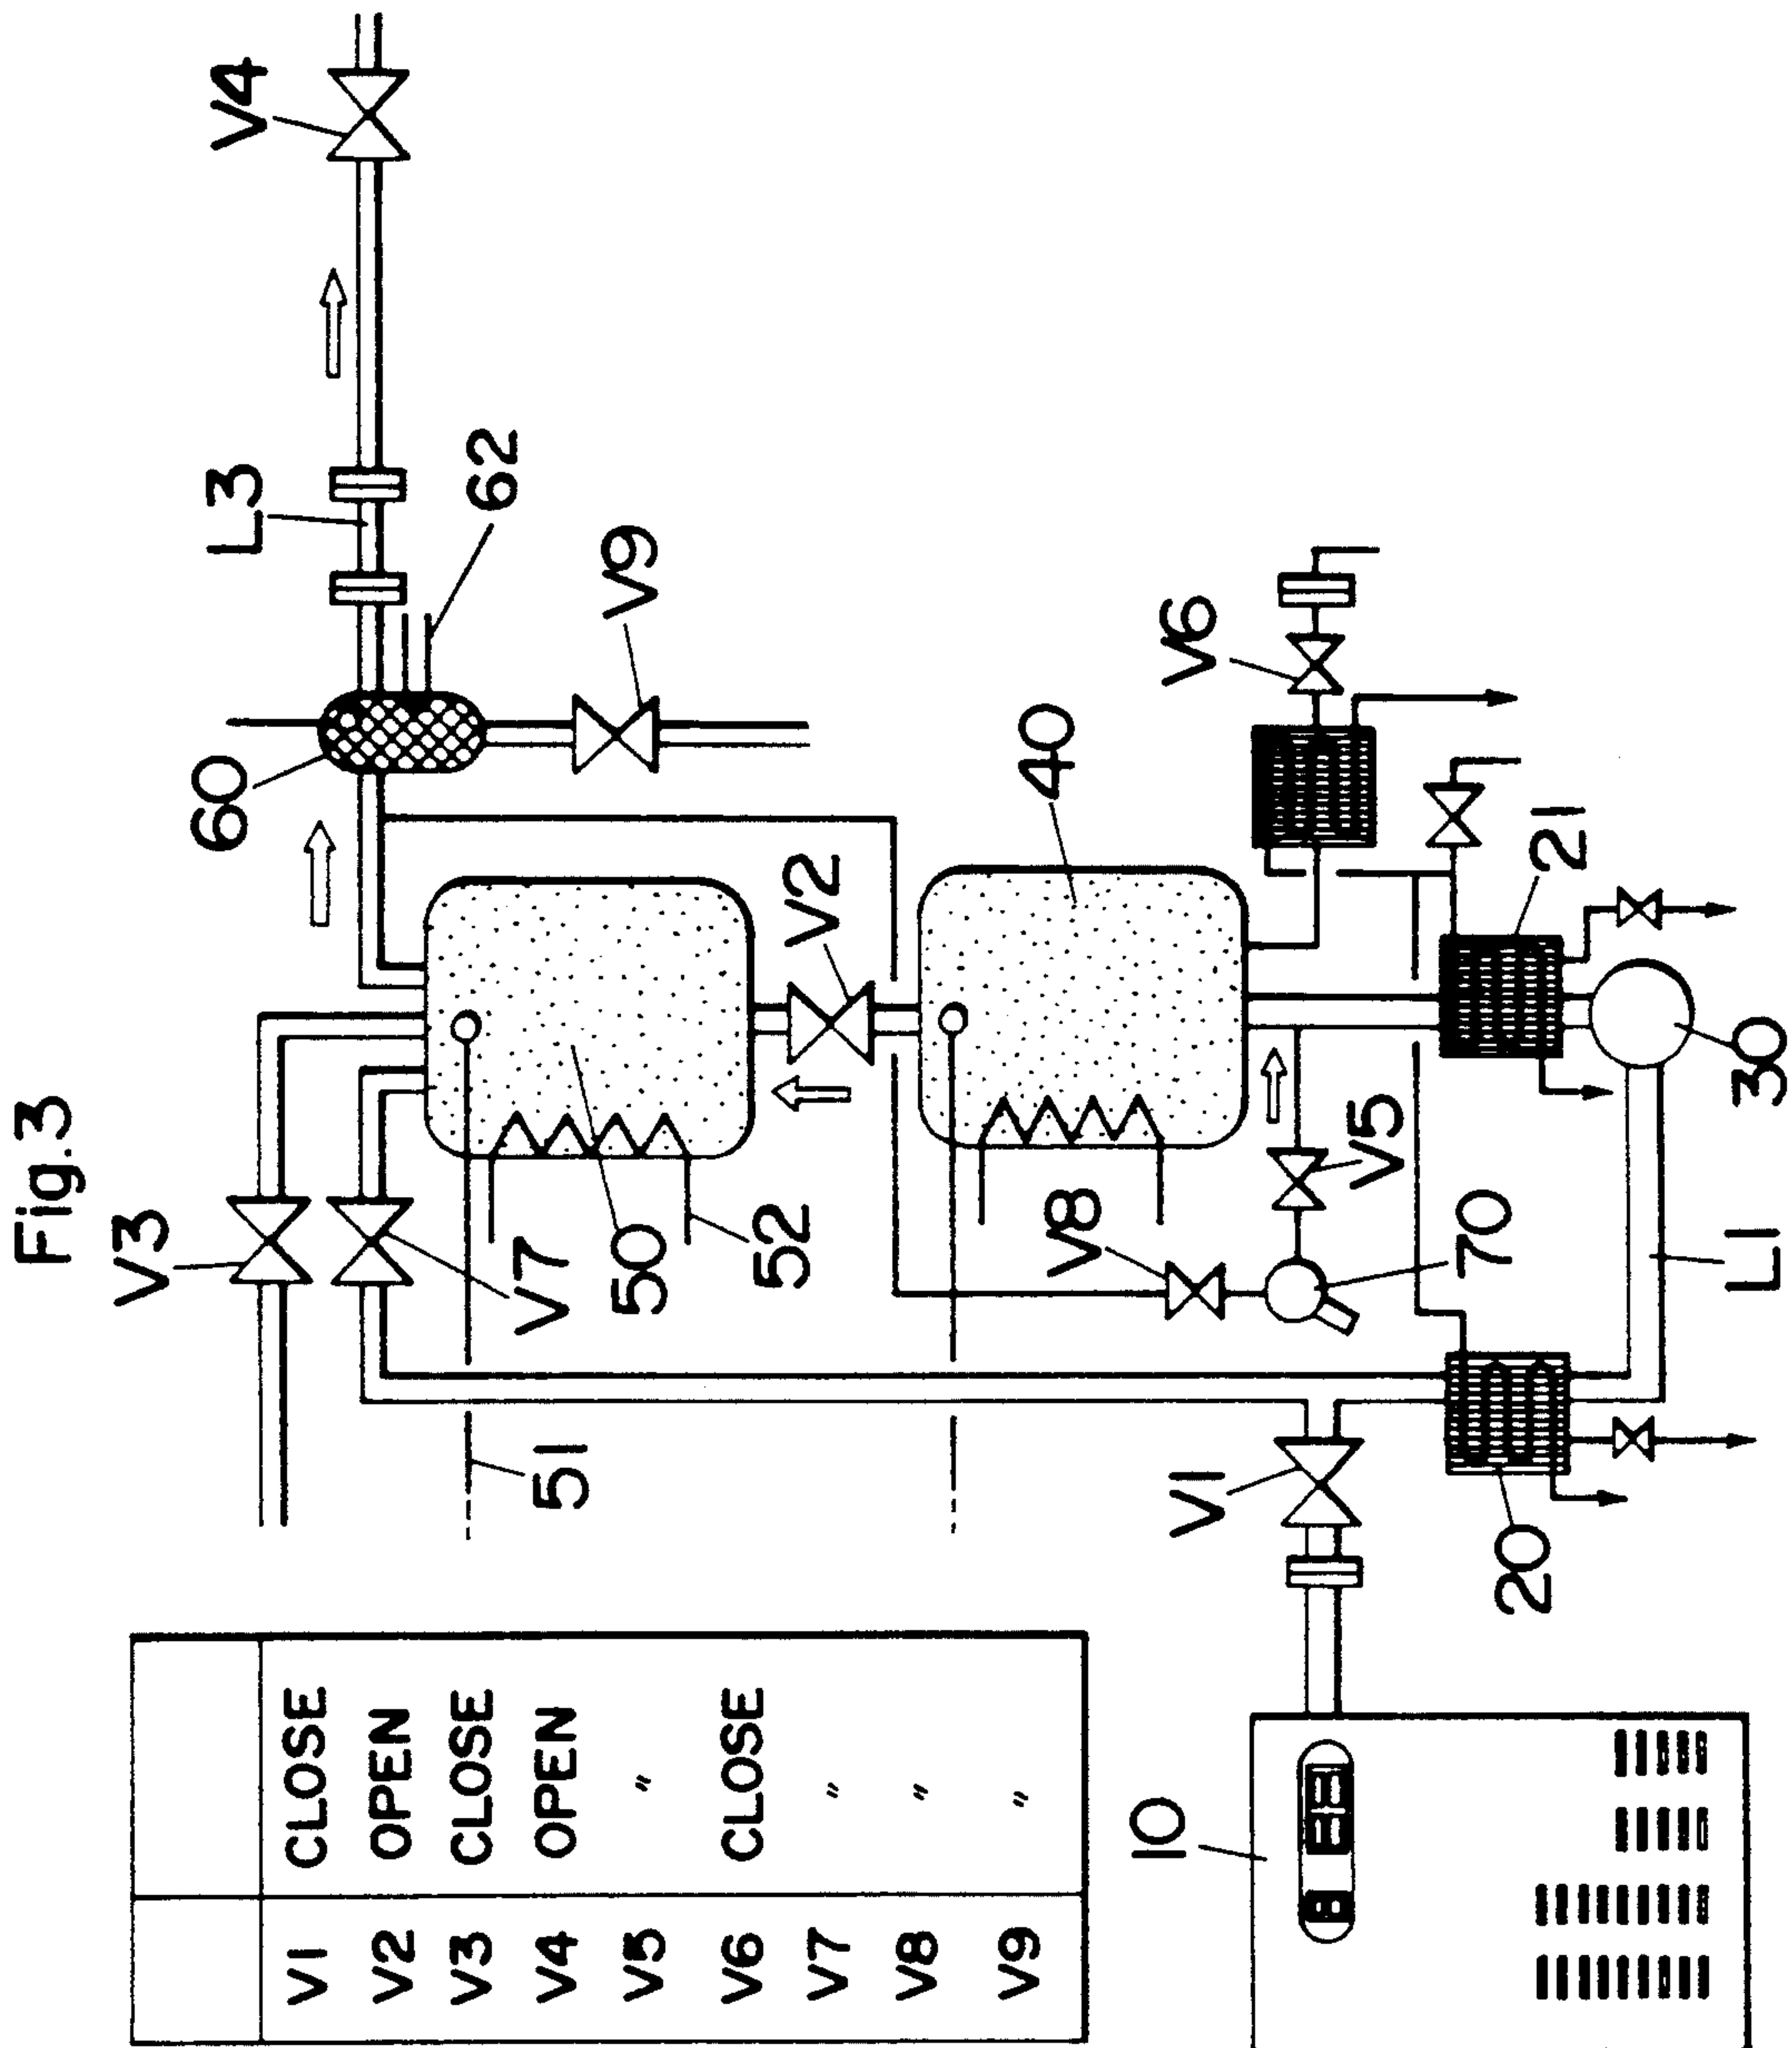 Fig.3
V1 CLOSE
V2 OPEN
V3 CLOSE
V4 OPEN
V5 "
V6 CLOSE
V7 "
V8 "
V9 "
V3
V7
51
50
52
60
L3
62
V4
V9
V2
40
V8
V5
70
V6
V1
10
20
L1
30
21